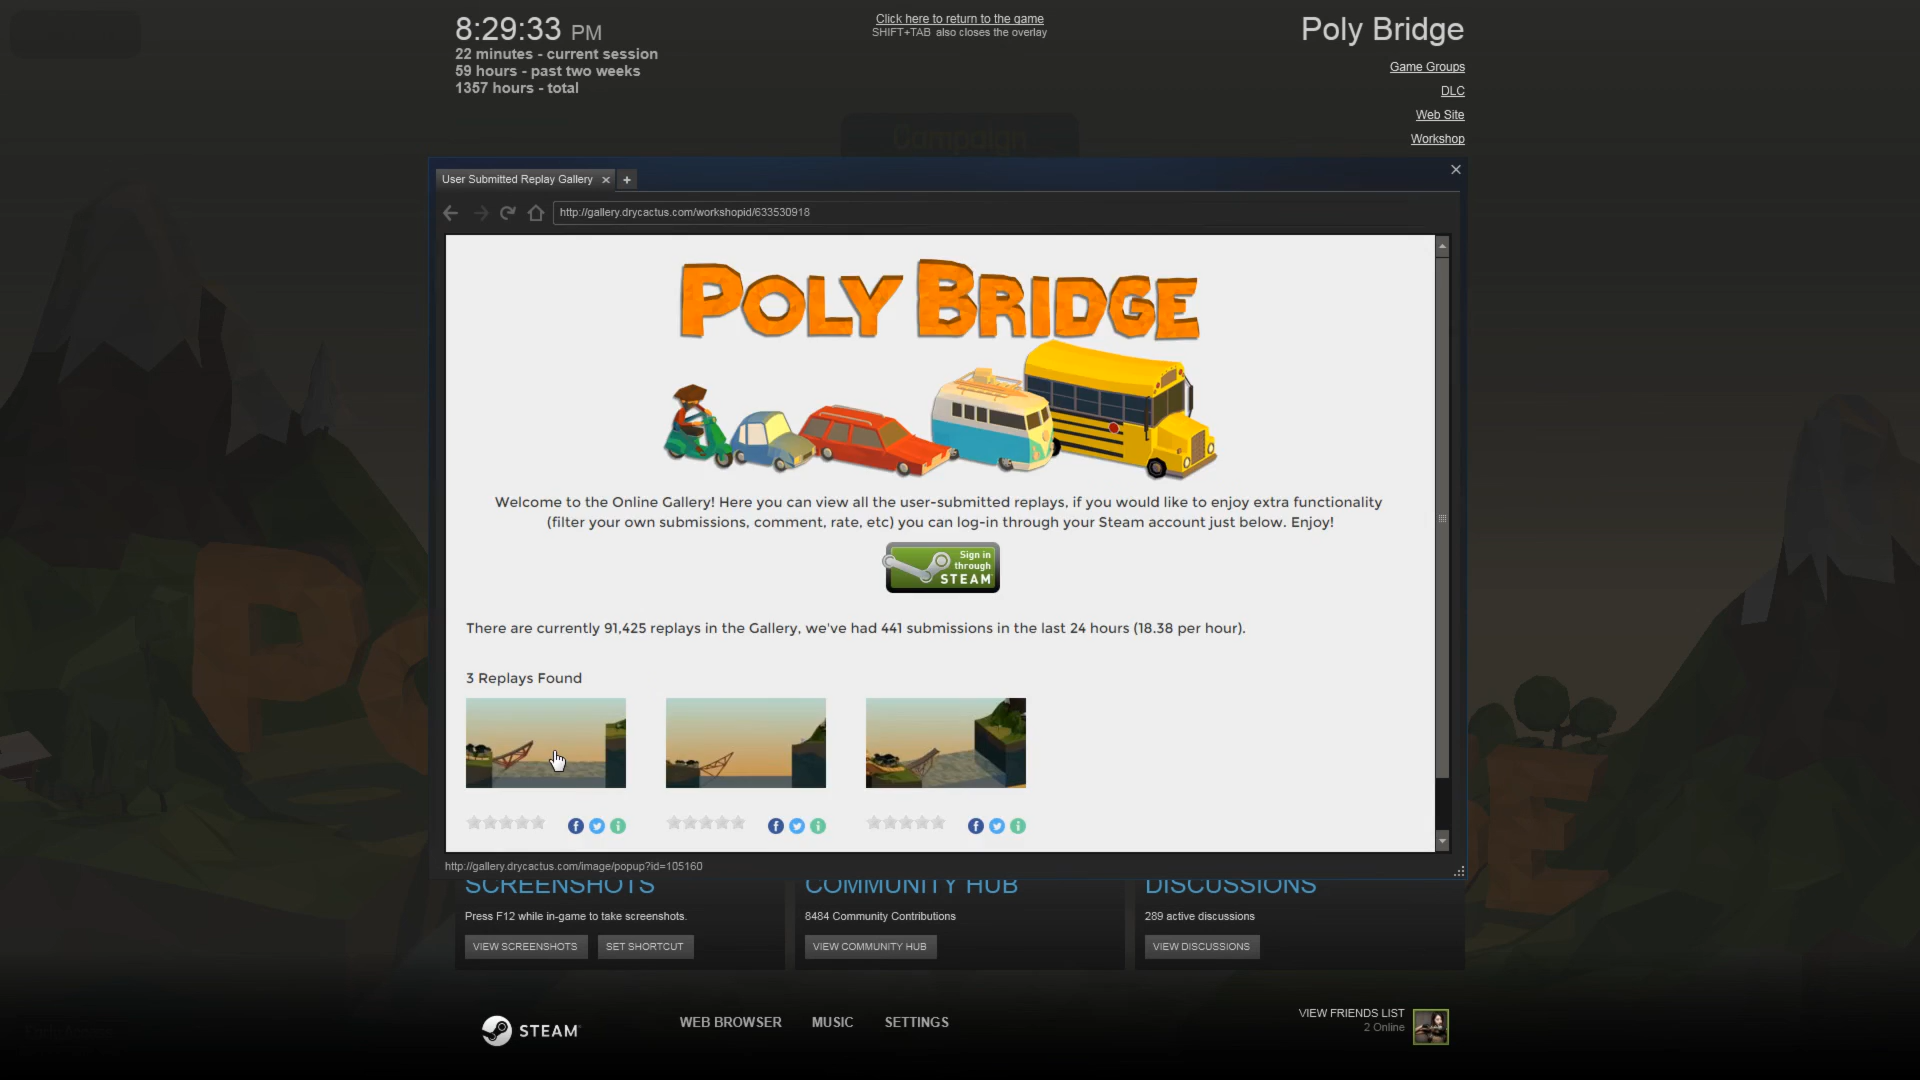 8:29:33 PM
22 minutes - current session
59 hours - past two weeks
1357 hours - total
Click here to return to the game
SHIFT+TAB also closes the overlay
Poly Bridge
Game Groups
DLC
Web Site
Workshop
Campaign
User Submitted Replay Gallery
http://gallery.drycactus.com/workshopid/633530918
POLY BRIDGE
Welcome to the Online Gallery! Here you can view all the user-submitted replays, if you would like to enjoy extra functionality
(filter your own submissions, comment, rate, etc) you can log-in through your Steam account just below. Enjoy!
Sign in
through
STEAM
There are currently 91,425 replays in the Gallery, we've had 441 submissions in the last 24 hours (18.38 per hour).
3 Replays Found
http://gallery.drycactus.com/image/popup?id=105160
SCREENSHOTS
Press F12 while in-game to take screenshots.
VIEW SCREENSHOTS
SET SHORTCUT
COMMUNITY HUB
8484 Community Contributions
VIEW COMMUNITY HUB
DISCUSSIONS
289 active discussions
VIEW DISCUSSIONS
STEAM
WEB BROWSER
MUSIC
SETTINGS
VIEW FRIENDS LIST
2 Online